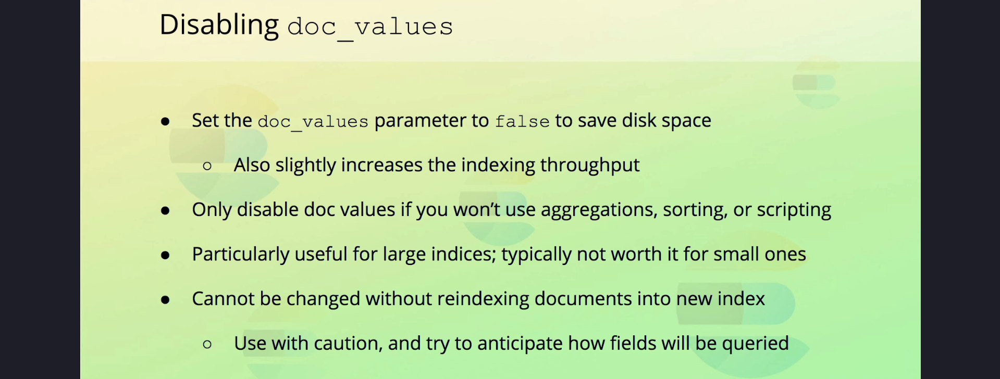 Disabling doc_values
● Set the doc_values parameter to false to save disk space
○ Also slightly increases the indexing throughput
● Only disable doc values if you won’t use aggregations, sorting, or scripting
● Particularly useful for large indices; typically not worth it for small ones
● Cannot be changed without reindexing documents into new index
○ Use with caution, and try to anticipate how fields will be queried